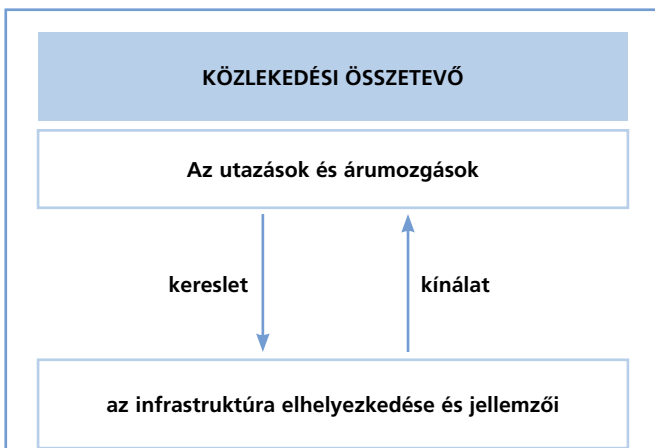 KÖZLEKEDÉSI ÖSSZETEVŐ
Az utazások és árumozgások
kereslet
kínálat
az infrastruktúra elhelyezkedése és jellemzői